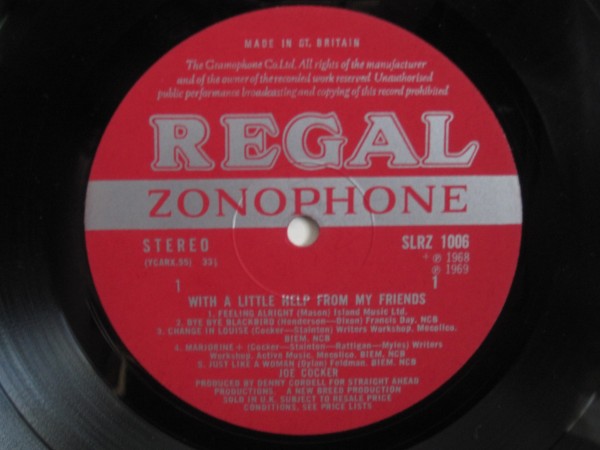 MADE IN GT. BRITAIN
The Gramophone Co. Ltd. All rights of the manufacturer
and of the owner of the recorded work reserved Unauthorised
public performance broadcasting and copying of this record prohibited
REGAL
ZONOPHONE
STEREO SLRZ 1006
(YGARX.55) 33⅓ + ℗ 1968
℗ 1969
1 1
WITH A LITTLE HELP FROM MY FRIENDS
1. FEELING ALRIGHT (Mason) Island Music Ltd.
2. BYE BYE BLACKBIRD (Henderson—Dixon) Francis Day. NCB
3. CHANGE IN LOUISE (Cocker—Stainton) Writers Workshop, Mecolico.
BIEM. NCB
4. MARJORINE + (Cocker—Stainton—Rattigan—Myles) Writers
Workshop, Active Music, Mecolico. BIEM. NCB
5. JUST LIKE A WOMAN (Dylan) Feldman. BIEM. NCB
JOE COCKER
PRODUCED BY DENNY CORDELL FOR STRAIGHT AHEAD
PRODUCTIONS. A NEW BREED PRODUCTION
SOLD IN U.K. SUBJECT TO RESALE PRICE
CONDITIONS, SEE PRICE LISTS